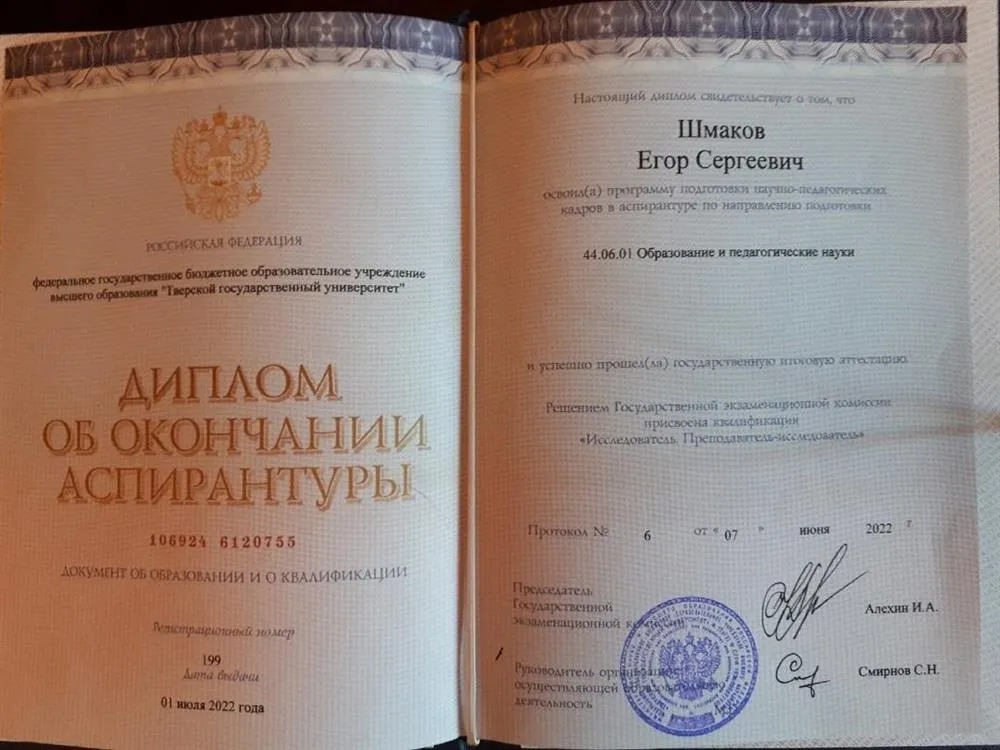 РОССИЙСКАЯ ФЕДЕРАЦИЯ
федеральное государственное бюджетное образовательное учреждение
высшего образования "Тверской государственный университет"
ДИПЛОМ
ОБ ОКОНЧАНИИ
АСПИРАНТУРЫ
106924 6120755
ДОКУМЕНТ ОБ ОБРАЗОВАНИИ И О КВАЛИФИКАЦИИ
Регистрационный номер
199
Дата выдачи
01 июля 2022 года
Настоящий диплом свидетельствует о том, что
Шмаков
Егор Сергеевич
освоил(а) программу подготовки научно-педагогических
кадров в аспирантуре по направлению подготовки
44.06.01 Образование и педагогические науки
и успешно прошел(ла) государственную итоговую аттестацию.
Решением Государственной экзаменационной комиссии
присвоена квалификация
«Исследователь. Преподаватель-исследователь»
Протокол № 6 от « 07 » июня 2022 г
Председатель
Государственной
экзаменационной комиссии
Алехин И.А.
Руководитель организации,
осуществляющей образовательную
деятельность
Смирнов С.Н.